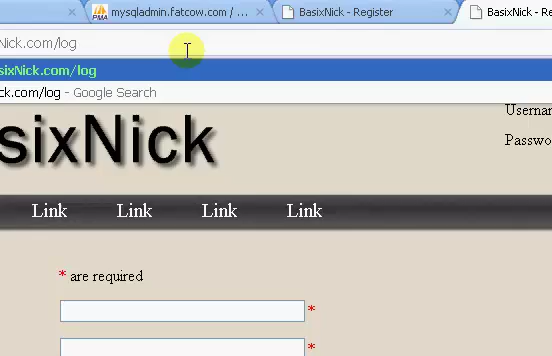 mysqladmin.fatcow.com / ...
BasixNick - Register
BasixNick - Re
Nick.com/log
sixNick.com/log
ck.com/log - Google Search
Usernam
Passwo
sixNick
Link Link Link Link
* are required
*
*